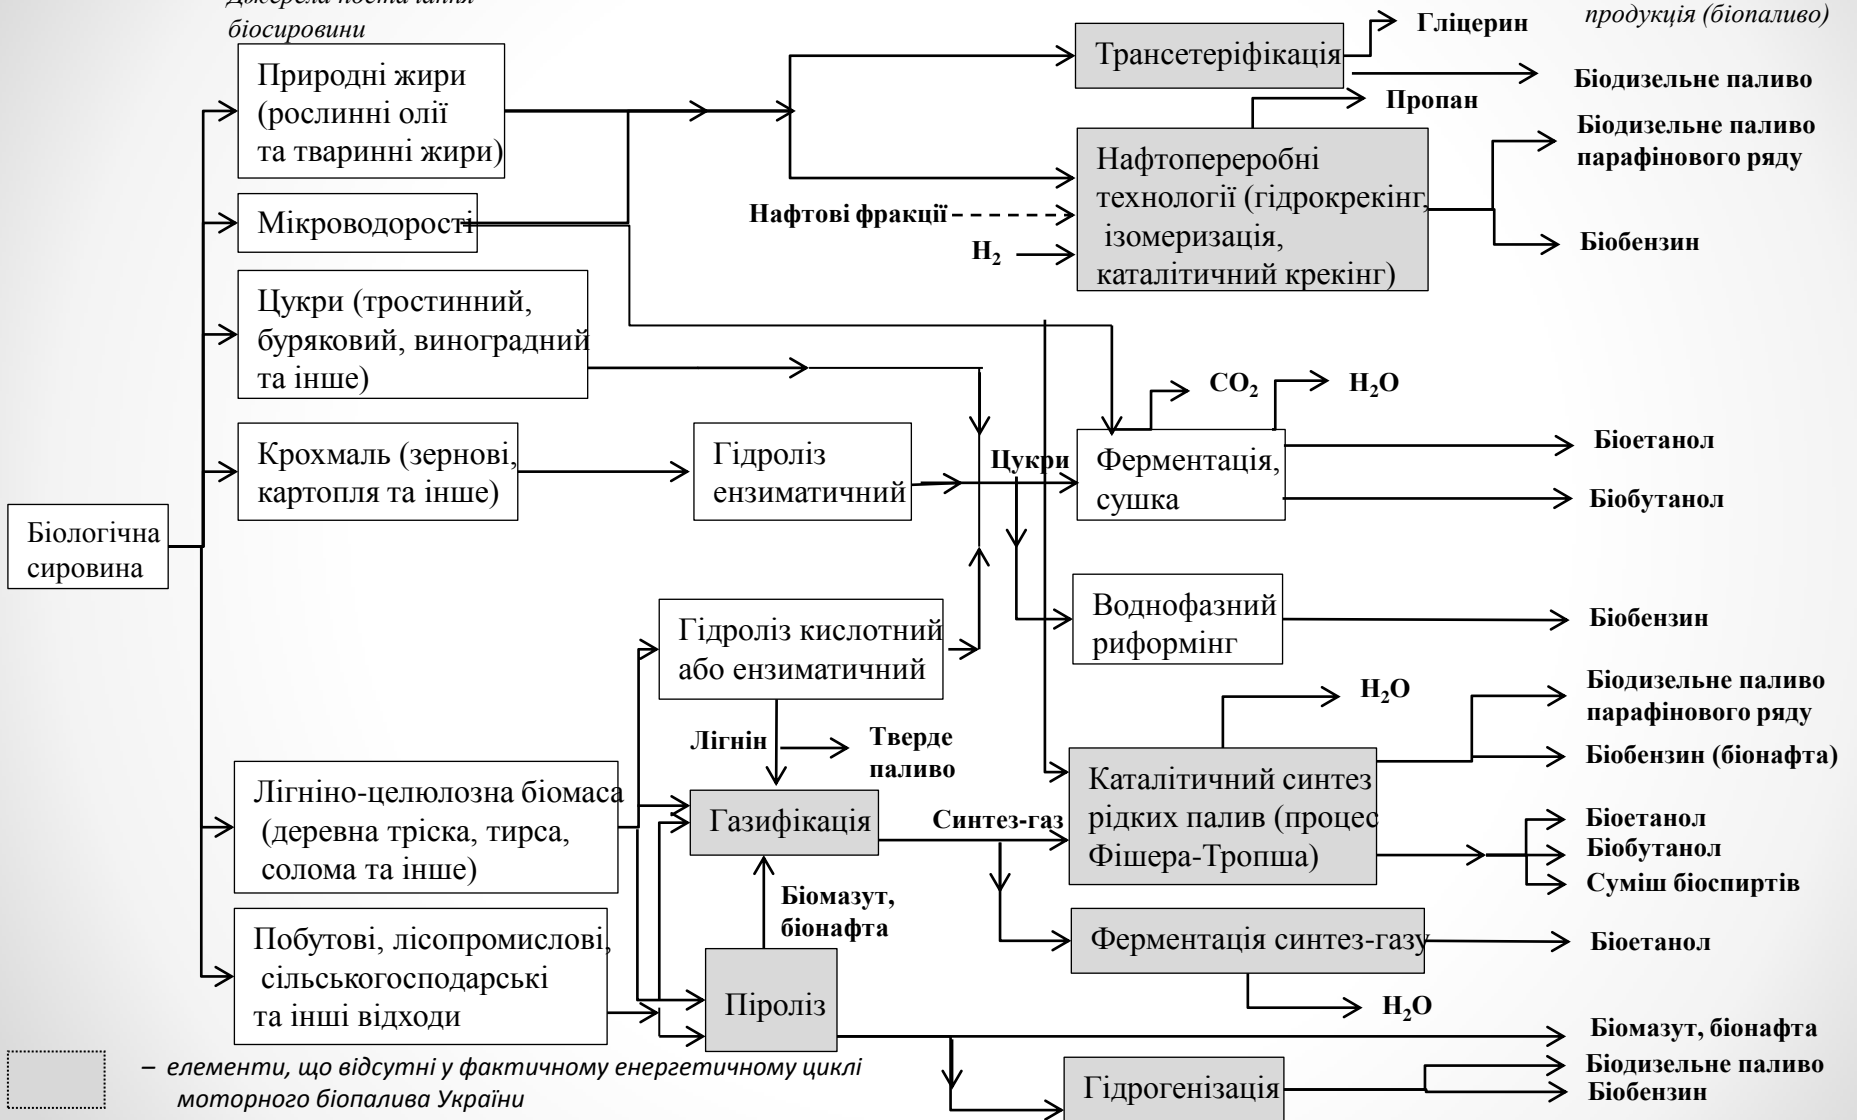 біосировини
продукція (біопаливо)
Природні жири
(рослинні олії
та тваринні жири)
Мікроводорості
Цукри (тростинний,
буряковий, виноградний
та інше)
Крохмаль (зернові,
картопля та інше)
Біологічна
сировина
Лігніно-целюлозна біомаса
(деревна тріска, тирса,
солома та інше)
Побутові, лісопромислові,
сільськогосподарські
та інші відходи
Гідроліз
ензиматичний
Гідроліз кислотний
або ензиматичний
Лігнін
Тверде
паливо
Газифікація
Біомазут,
біонафта
Піроліз
Трансетеріфікація
Гліцерин
Біодизельне паливо
Пропан
Нафтопереробні
технології (гідрокрекінг,
ізомеризація,
каталітичний крекінг)
Нафтові фракції
H₂
Біодизельне паливо
парафінового ряду
Біобензин
CO₂
H₂O
Цукри
Ферментація,
сушка
Біоетанол
Біобутанол
Воднофазний
риформінг
Біобензин
H₂O
Каталітичний синтез
рідких палив (процес
Фішера-Тропша)
Синтез-газ
Біодизельне паливо
парафінового ряду
Біобензин (біонафта)
Біоетанол
Біобутанол
Суміш біоспиртів
Ферментація синтез-газу
Біоетанол
H₂O
Біомазут, біонафта
Гідрогенізація
Біодизельне паливо
Біобензин
– елементи, що відсутні у фактичному енергетичному циклі
моторного біопалива України